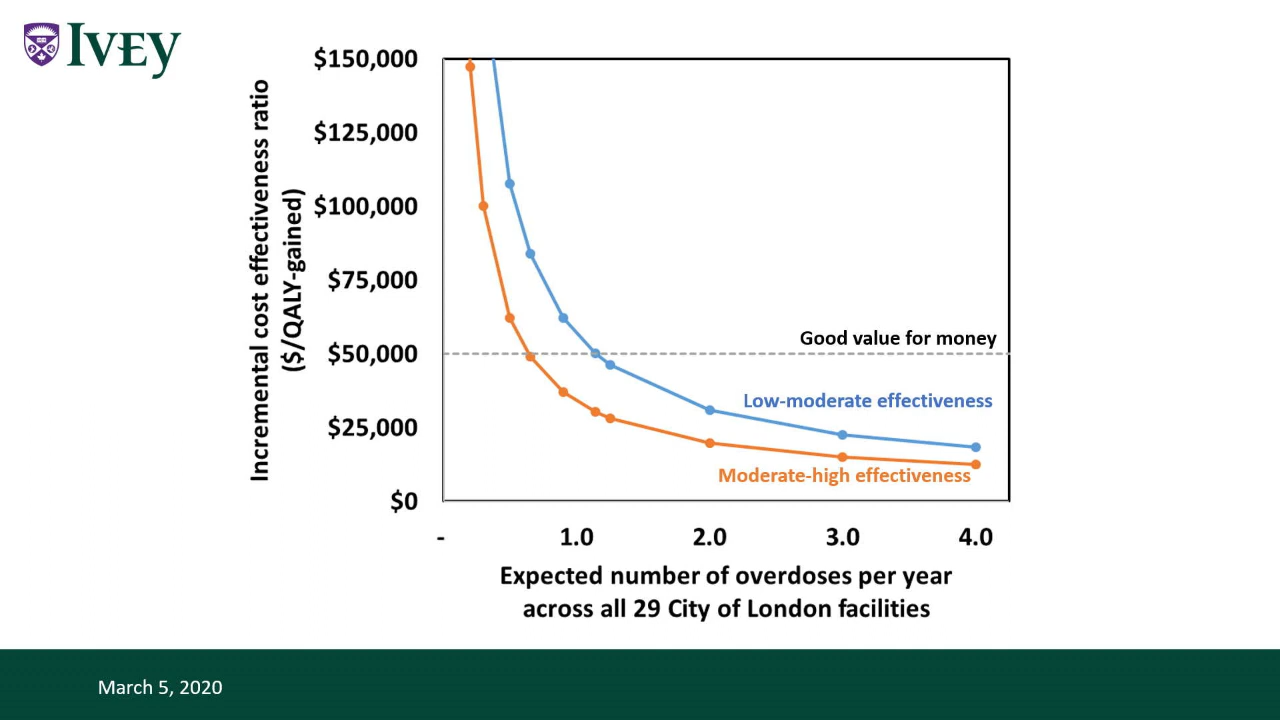 IVEY
$150,000
$125,000
$100,000
$75,000
$50,000
$25,000
$0
Incremental cost effectiveness ratio
($/QALY-gained)
Good value for money
Low-moderate effectiveness
Moderate-high effectiveness
- 1.0 2.0 3.0 4.0
Expected number of overdoses per year
across all 29 City of London facilities
March 5, 2020